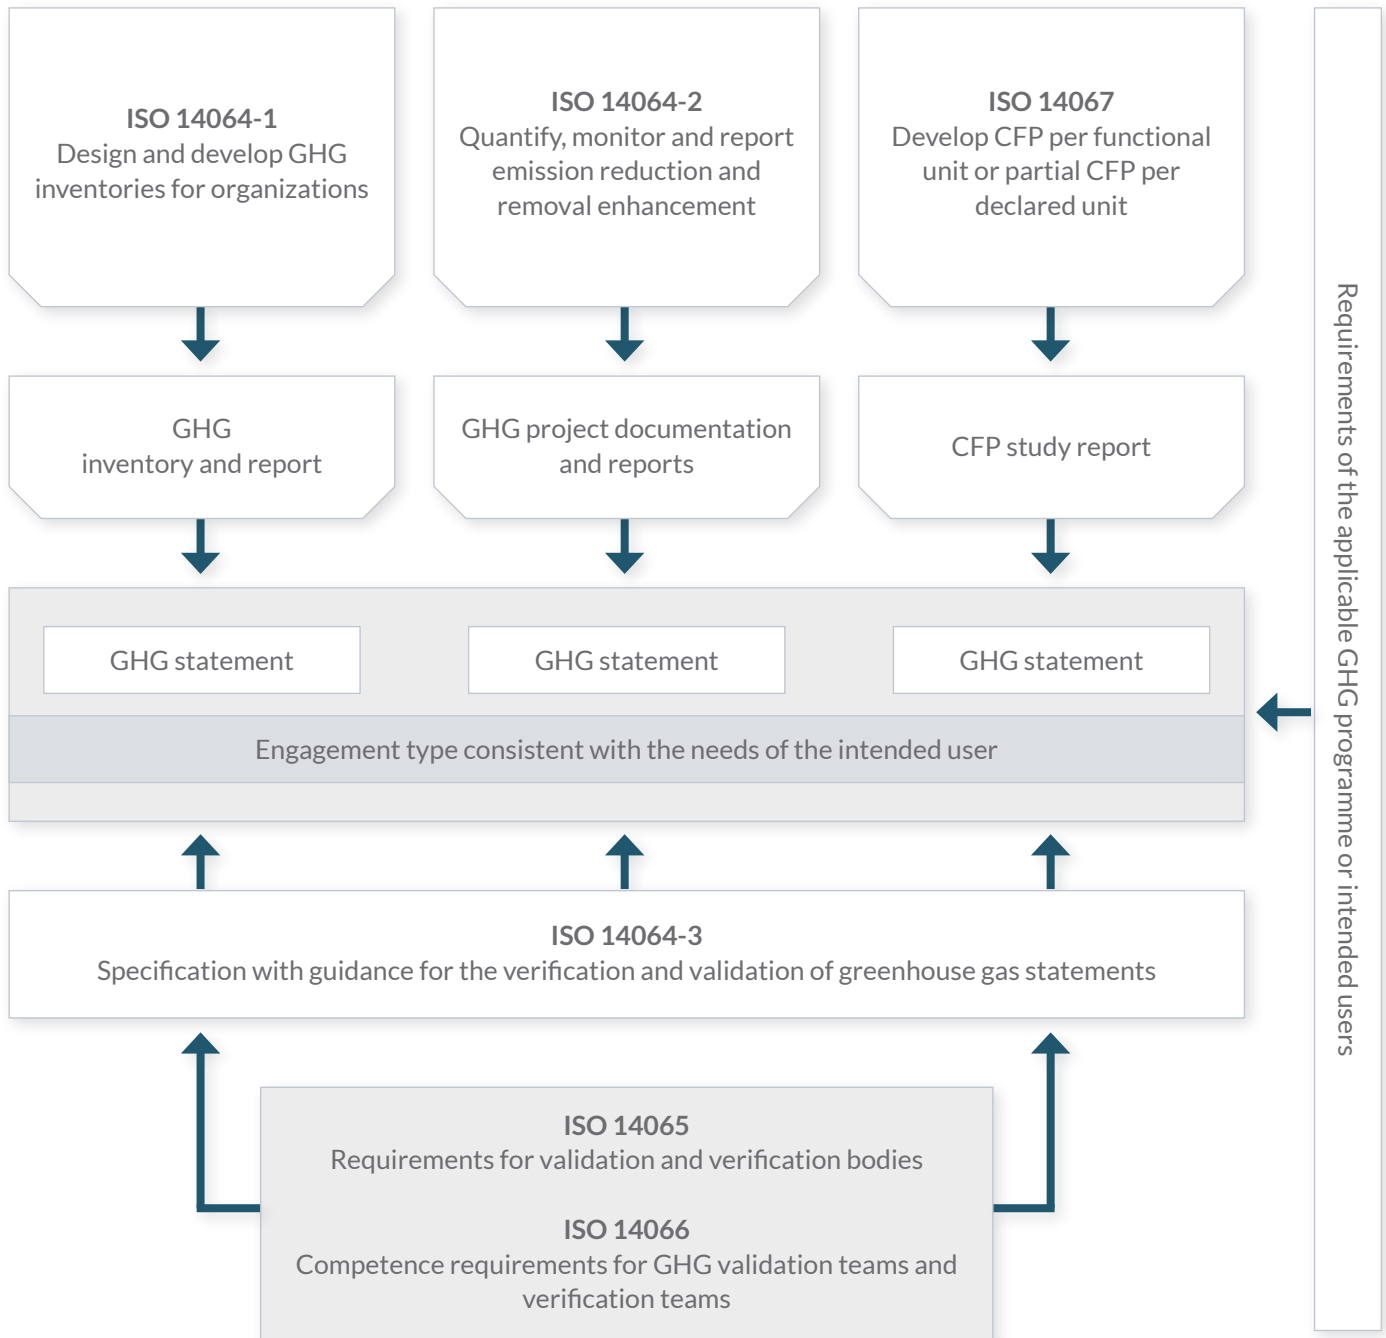 ISO 14064-1
Design and develop GHG
inventories for organizations
ISO 14064-2
Quantify, monitor and report
emission reduction and
removal enhancement
ISO 14067
Develop CFP per functional
unit or partial CFP per
declared unit
GHG
inventory and report
GHG project documentation
and reports
CFP study report
GHG statement
GHG statement
GHG statement
Engagement type consistent with the needs of the intended user
ISO 14064-3
Specification with guidance for the verification and validation of greenhouse gas statements
ISO 14065
Requirements for validation and verification bodies
ISO 14066
Competence requirements for GHG validation teams and
verification teams
Requirements of the applicable GHG programme or intended users